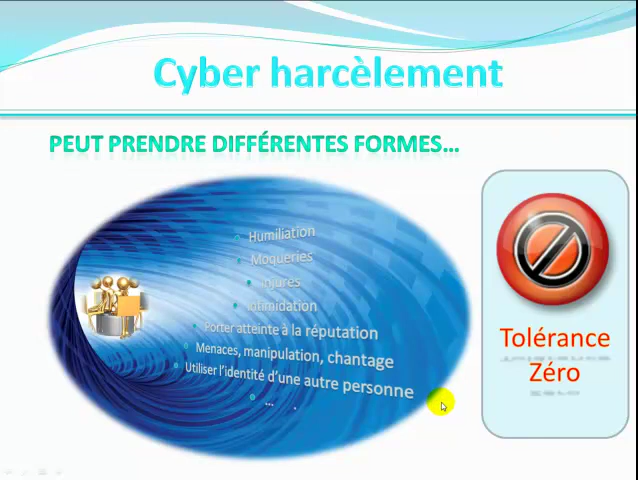 Cyber harcèlement
PEUT PRENDRE DIFFÉRENTES FORMES...
Humiliation
Moqueries
Injures
Intimidation
Porter atteinte à la réputation
Menaces, manipulation, chantage
Utiliser l'identité d'une autre personne
... .
Tolérance
Zéro